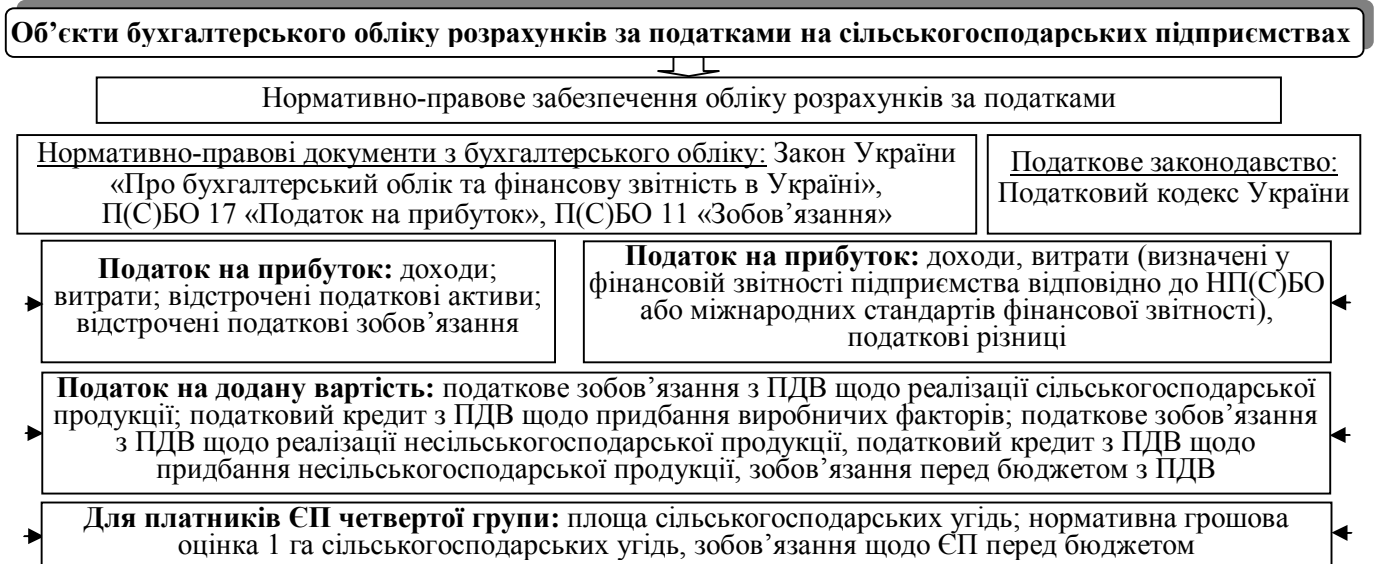 Об’єкти бухгалтерського обліку розрахунків за податками на сільськогосподарських підприємствах
Нормативно-правове забезпечення обліку розрахунків за податками
Нормативно-правові документи з бухгалтерського обліку: Закон України
«Про бухгалтерський облік та фінансову звітність в Україні»,
П(С)БО 17 «Податок на прибуток», П(С)БО 11 «Зобов’язання»
Податкове законодавство:
Податковий кодекс України
Податок на прибуток: доходи;
витрати; відстрочені податкові активи;
відстрочені податкові зобов’язання
Податок на прибуток: доходи, витрати (визначені у
фінансовій звітності підприємства відповідно до НП(С)БО
або міжнародних стандартів фінансової звітності),
податкові різниці
Податок на додану вартість: податкове зобов’язання з ПДВ щодо реалізації сільськогосподарської
продукції; податковий кредит з ПДВ щодо придбання виробничих факторів; податкове зобов’язання
з ПДВ щодо реалізації несільськогосподарської продукції, податковий кредит з ПДВ щодо
придбання несільськогосподарської продукції, зобов’язання перед бюджетом з ПДВ
Для платників ЄП четвертої групи: площа сільськогосподарських угідь; нормативна грошова
оцінка 1 га сільськогосподарських угідь, зобов’язання щодо ЄП перед бюджетом